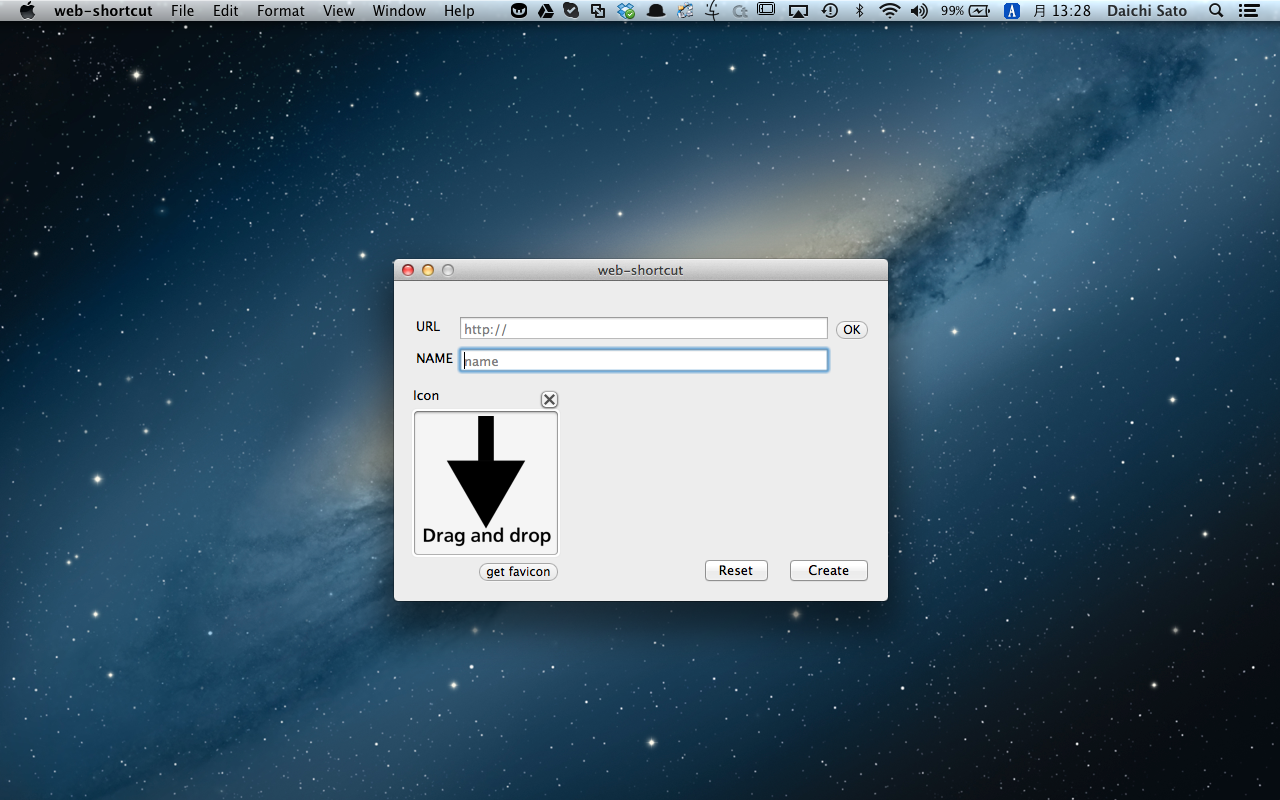 web-shortcut File Edit Format View Window Help 99% A 月 13:28 Daichi Sato
web-shortcut
URL http:// OK
NAME name
Icon
Drag and drop
get favicon Reset Create